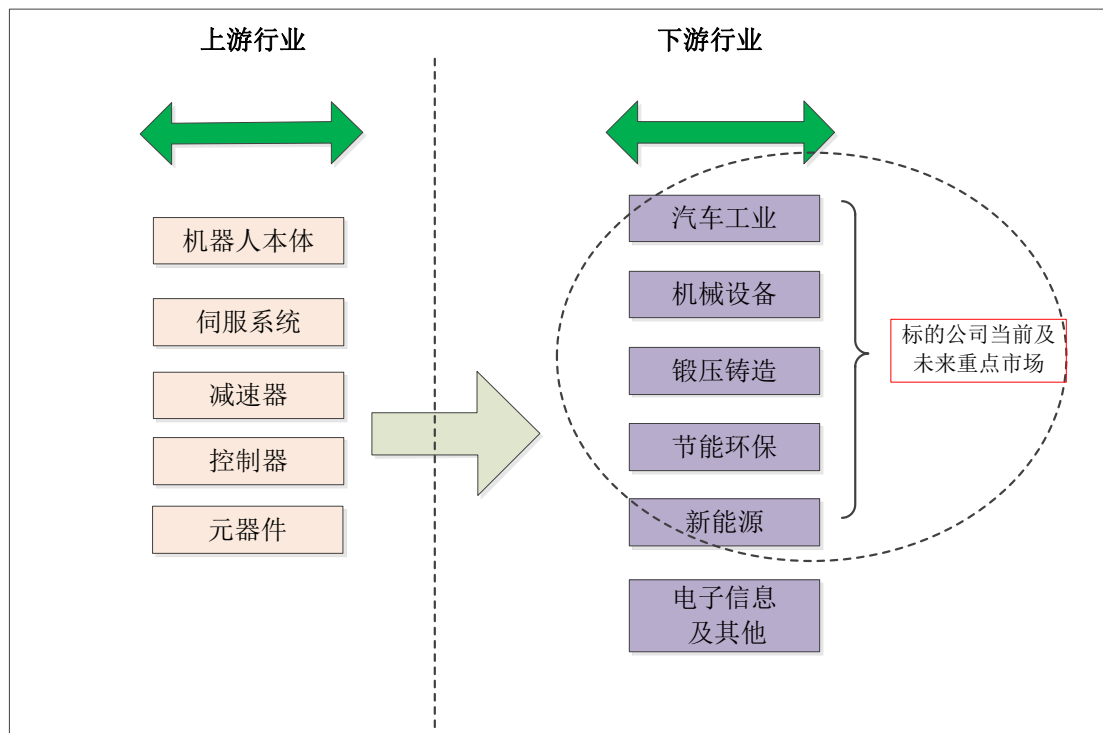 上游行业
下游行业
机器人本体
伺服系统
减速器
控制器
元器件
汽车工业
机械设备
锻压铸造
节能环保
新能源
电子信息
及其他
标的公司当前及
未来重点市场